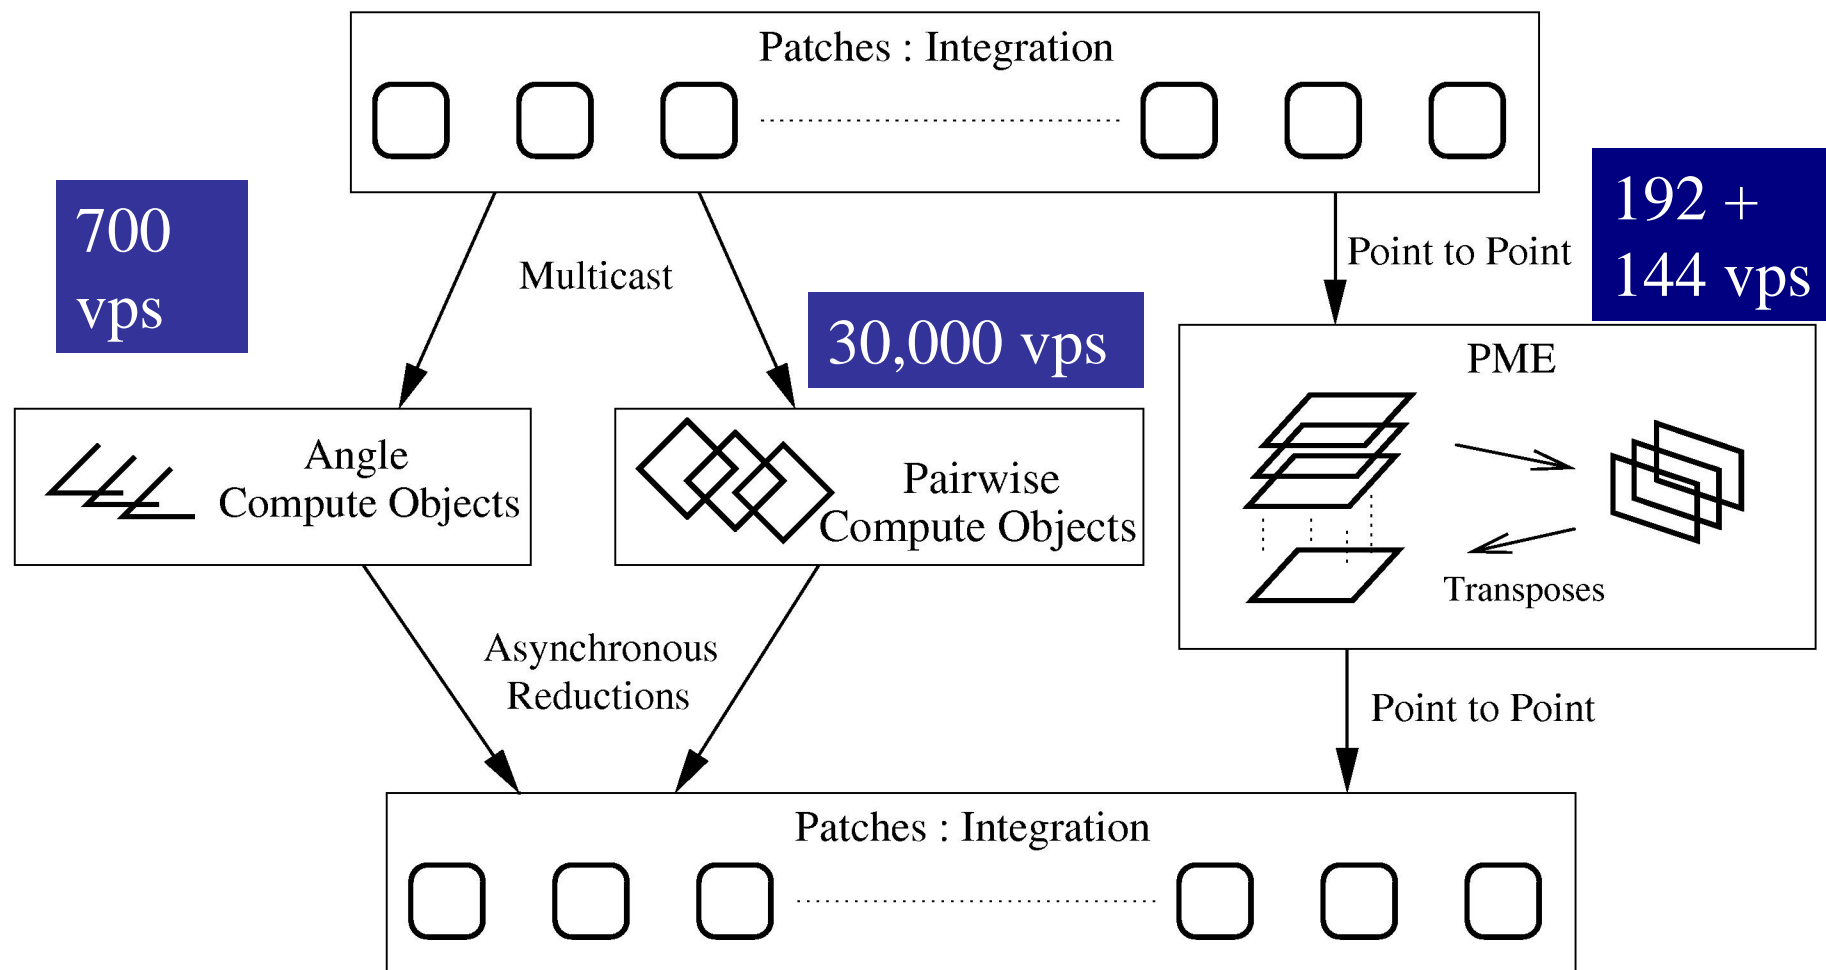 Patches : Integration
700
vps
Multicast
Point to Point
192 +
144 vps
30,000 vps
Angle
Compute Objects
Pairwise
Compute Objects
PME
Transposes
Asynchronous
Reductions
Point to Point
Patches : Integration